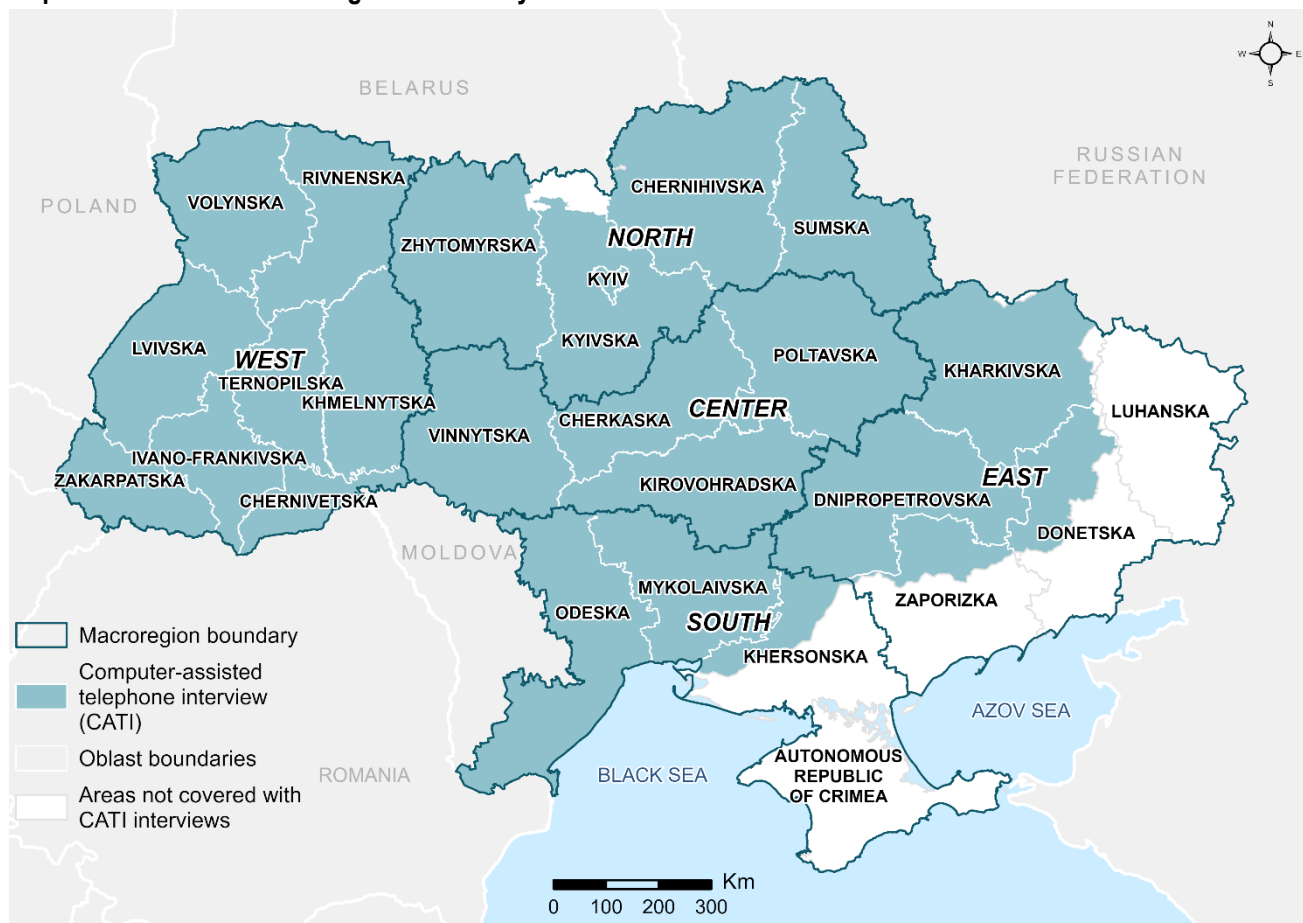 N
W E
S
BELARUS
RUSSIAN
FEDERATION
POLAND
RIVNENSKA
VOLYNSKA
CHERNIHIVSKA
SUMSKA
ZHYTOMYRSKA
NORTH
KYIV
KYIVSKA
LVIVSKA
WEST
TERNOPILSKA
KHMELNYTSKA
POLTAVSKA
KHARKIVSKA
CENTER
CHERKASKA
VINNYTSKA
LUHANSKA
IVANO-FRANKIVSKA
ZAKARPATSKA
CHERNIVETSKA
KIROVOHRADSKA
EAST
DNIPROPETROVSKA
DONETSKA
MOLDOVA
MYKOLAIVSKA
ODESKA
SOUTH
ZAPORIZKA
KHERSONSKA
AZOV SEA
BLACK SEA
AUTONOMOUS
REPUBLIC
OF CRIMEA
ROMANIA
Macroregion boundary
Computer-assisted
telephone interview
(CATI)
Oblast boundaries
Areas not covered with
CATI interviews
Km
0 100 200 300